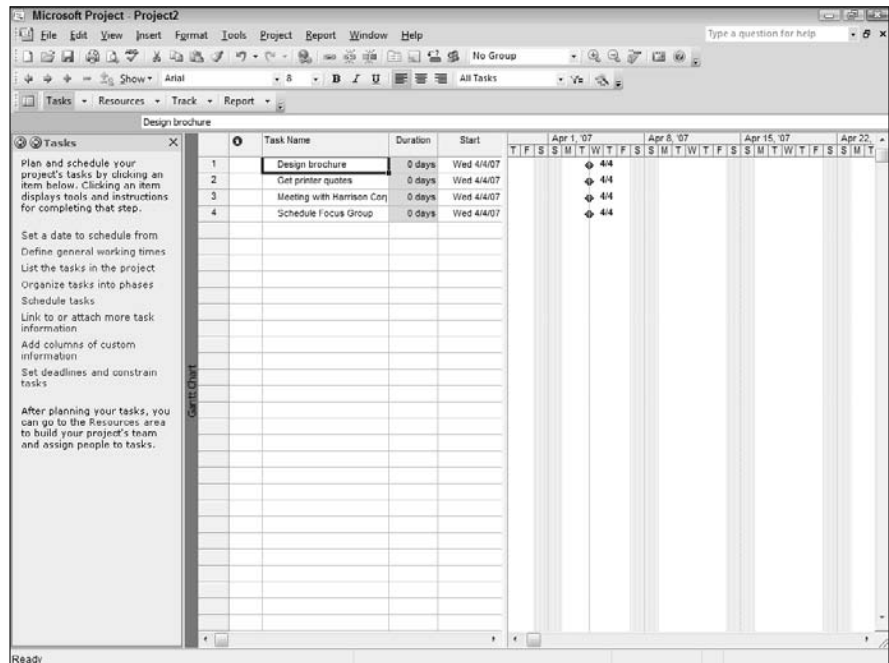 Microsoft Project - Project2
File Edit View Insert Format Tools Project Report Window Help
Type a question for help
No Group
Show Arial 8 B I U All Tasks
Tasks Resources Track Report
Design brochure
Tasks
Plan and schedule your
project's tasks by clicking an
item below. Clicking an item
displays tools and instructions
for completing that step.
Set a date to schedule from
Define general working times
List the tasks in the project
Organize tasks into phases
Schedule tasks
Link to or attach more task
information
Add columns of custom
information
Set deadlines and constrain
tasks
After planning your tasks, you
can go to the Resources area
to build your project's team
and assign people to tasks.
Gantt Chart
Task Name Duration Start
Apr 1, '07 Apr 8, '07 Apr 15, '07 Apr 22,
T F S S M T W T F S S M T W T F S S M T W T F S S M T
1 Design brochure 0 days Wed 4/4/07 4/4
2 Get printer quotes 0 days Wed 4/4/07 4/4
3 Meeting with Harrison Corp 0 days Wed 4/4/07 4/4
4 Schedule Focus Group 0 days Wed 4/4/07 4/4
Ready